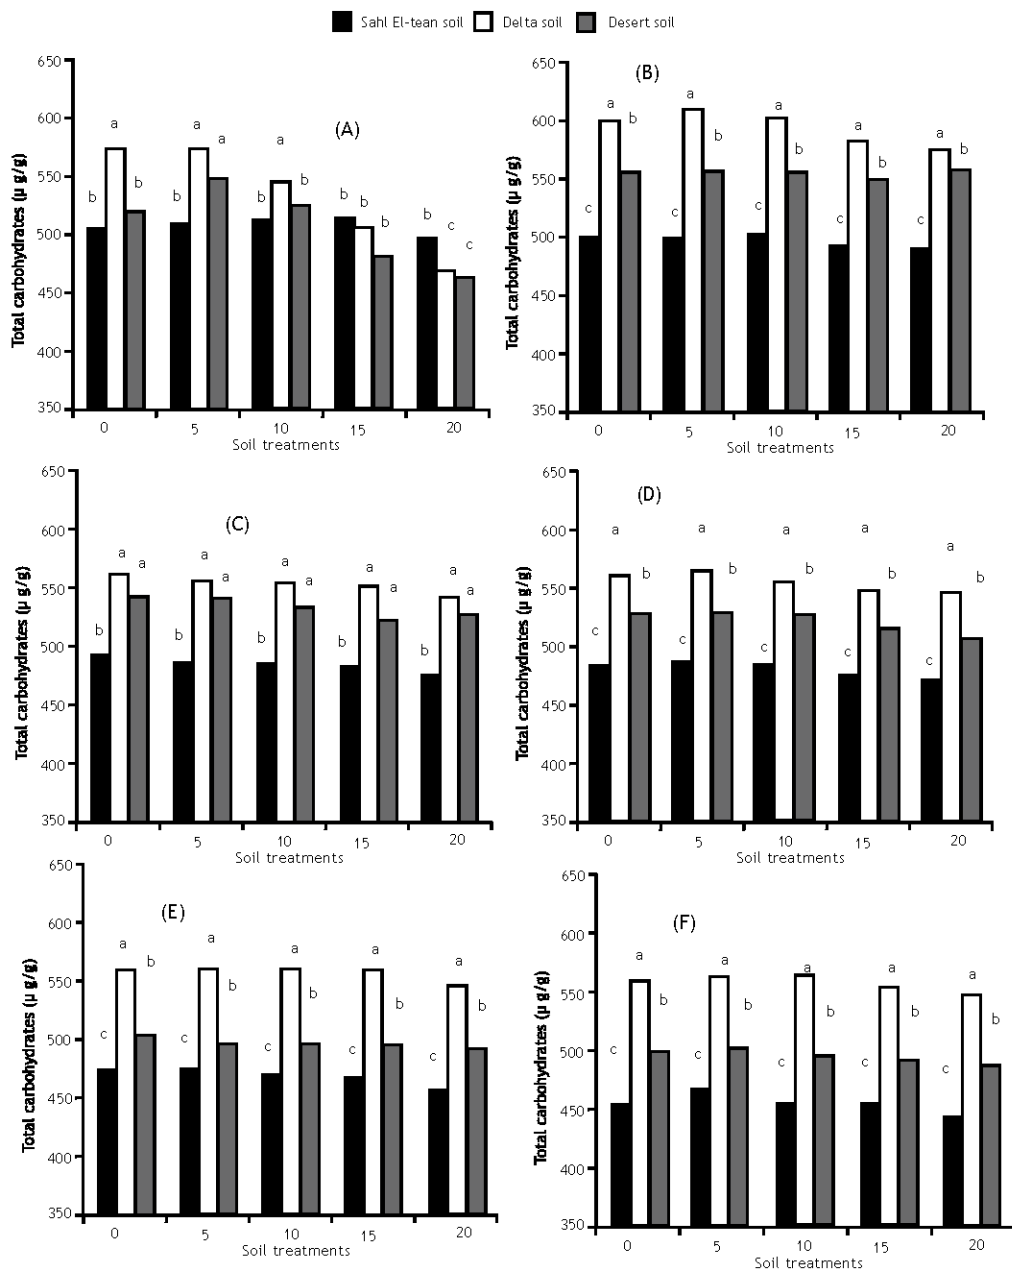 Sahl El-tean soil Delta soil Desert soil
(A)
Total carbohydrates (µ g/g)
650
600
550
500
450
400
350
b a b
b a a
b a b
b b b
b c c
0 5 10 15 20
Soil treatments
(B)
Total carbohydrates (µ g/g)
650
600
550
500
450
400
350
c a b
c a b
c a b
c a b
c a b
0 5 10 15 20
Soil treatments
(C)
Total carbohydrates (µ g/g)
650
600
550
500
450
400
350
b a a
b a a
b a a
b a a
b a a
0 5 10 15 20
Soil treatments
(D)
Total carbohydrates (µ g/g)
650
600
550
500
450
400
350
c a b
c a b
c a b
c a b
c a b
0 5 10 15 20
Soil treatments
(E)
Total carbohydrates (µ g/g)
650
600
550
500
450
400
350
c a b
c a b
c a b
c a b
c a b
0 5 10 15 20
Soil treatments
(F)
Total carbohydrates (µ g/g)
650
600
550
500
450
400
350
c a b
c a b
c a b
c a b
c a b
0 5 10 15 20
Soil treatments